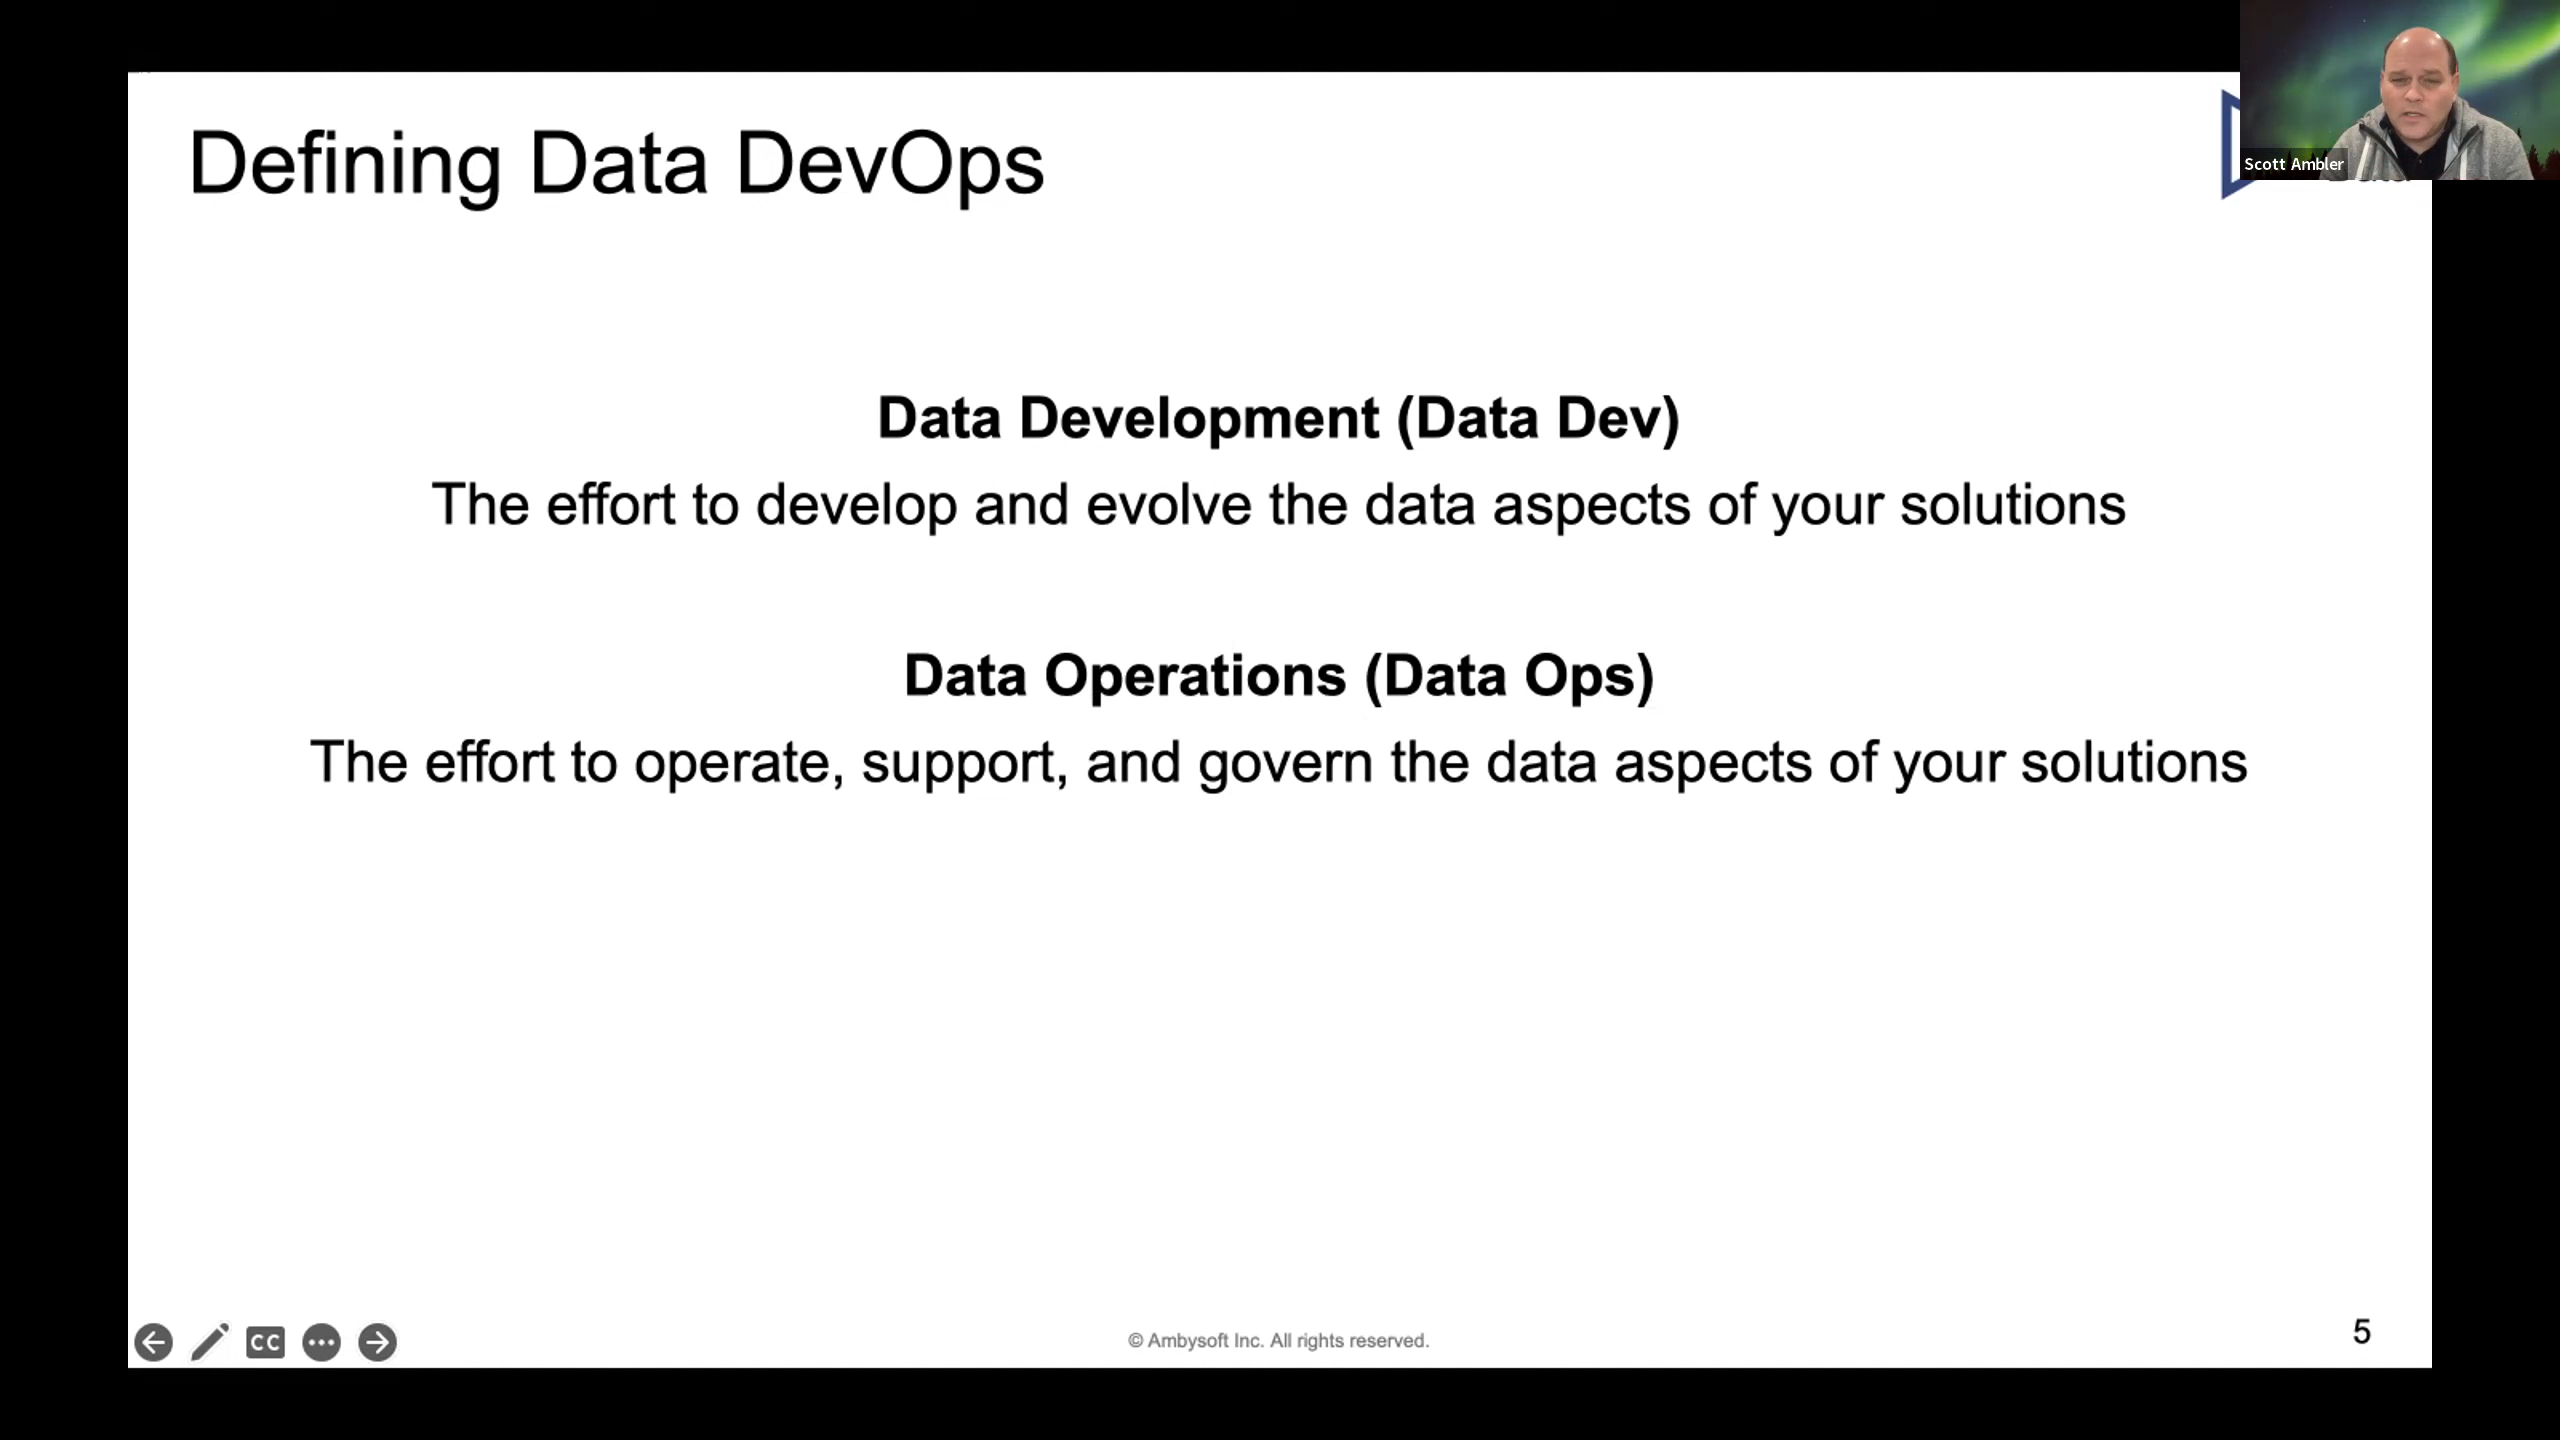 Defining Data DevOps
Scott Ambler
Data Development (Data Dev)
The effort to develop and evolve the data aspects of your solutions
Data Operations (Data Ops)
The effort to operate, support, and govern the data aspects of your solutions
CC
© Ambysoft Inc. All rights reserved.
5